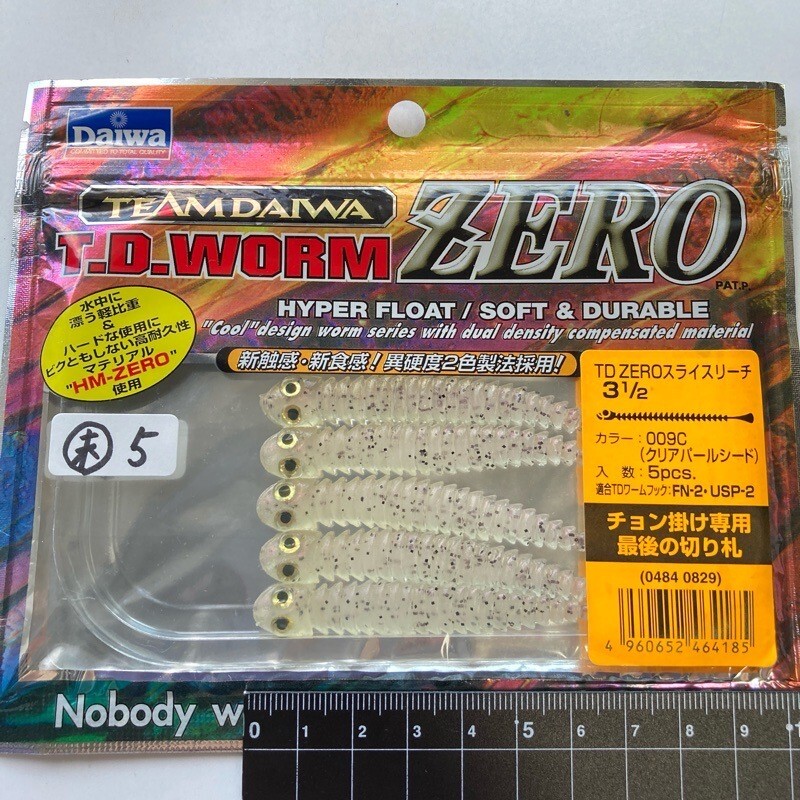 Daiwa
COMMITTED TO TOTAL QUALITY
TEAM DAIWA
T.D.WORM ZERO
PAT.P.
HYPER FLOAT / SOFT & DURABLE
"Cool" design worm series with dual density compensated material
新触感・新食感!異硬度2色製法採用!
水中に
漂う軽比重
&
ハードな使用に
ビクともしない高耐久性
マテリアル
"HM-ZERO"
使用
未 5
TD ZEROスライスリーチ
3 1/2
カラー:009C
(クリアパールシード)
入 数:5pcs.
適合TDワームフック:FN-2・USP-2
チョン掛け専用
最後の切り札
(0484 0829)
4 960652 464185
Nobody w
0 1 2 3 4 5 6 7 8 9 1